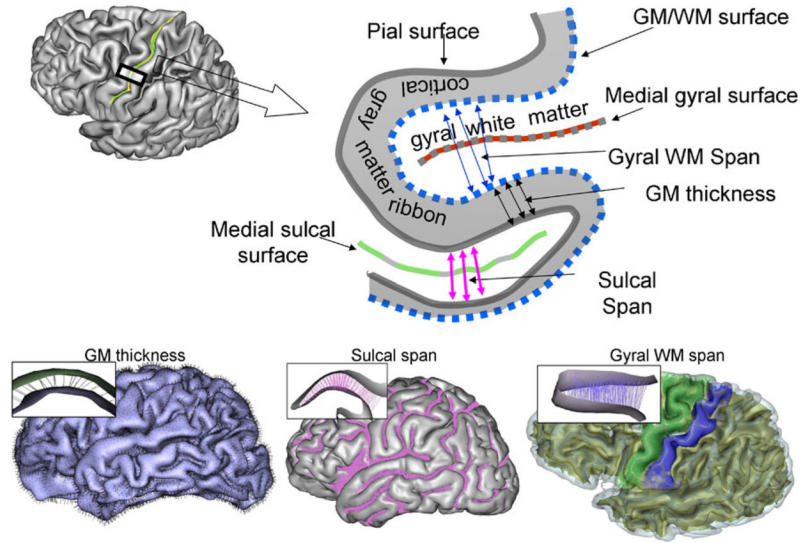 GM/WM surface
Pial surface
cortical
gray
matter
ribbon
gyral white matter
Medial gyral surface
Gyral WM Span
GM thickness
Medial sulcal
surface
Sulcal
Span
GM thickness
Sulcal span
Gyral WM span